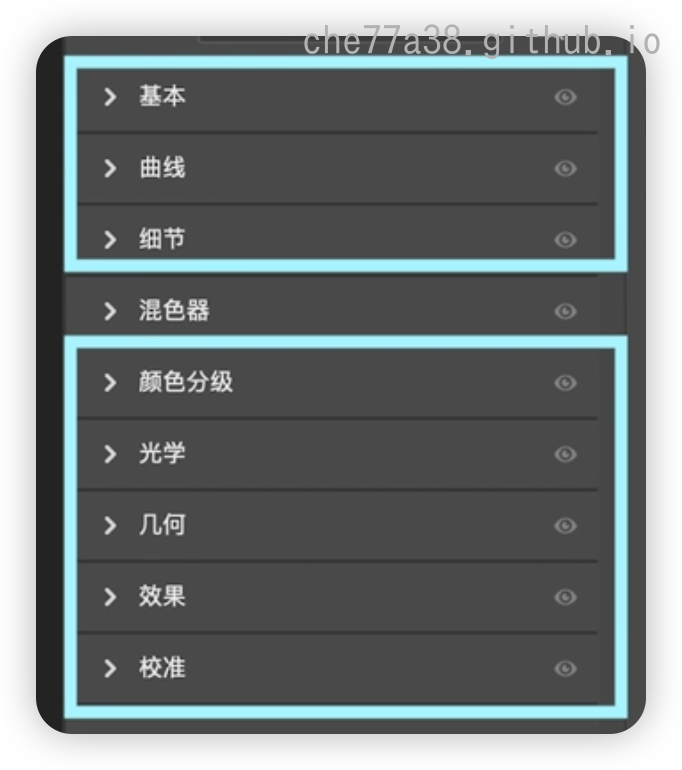 che77a38.github.io
基本
曲线
细节
混色器
颜色分级
光学
几何
效果
校准